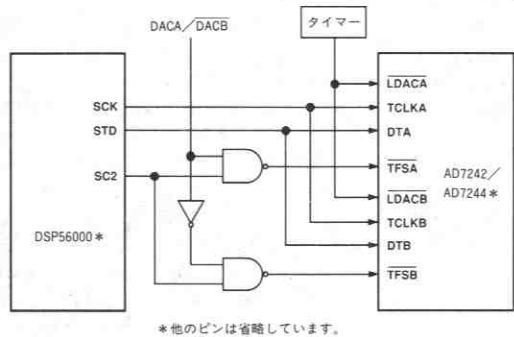 タイマー
DACA／DACB
LDACA
SCK
TCLKA
STD
DTA
SC2
TFSA
AD7242／
AD7244＊
LDACB
TCLKB
DSP56000＊
DTB
TFSB
＊他のピンは省略しています。